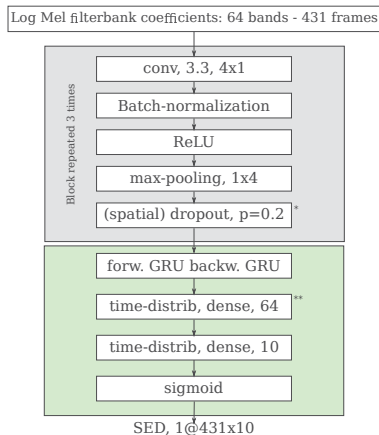 Log Mel filterbank coefficients: 64 bands - 431 frames
Block repeated 3 times
conv, 3.3, 4x1
Batch-normalization
ReLU
max-pooling, 1x4
(spatial) dropout, p=0.2 *
forw. GRU backw. GRU
time-distrib, dense, 64 **
time-distrib, dense, 10
sigmoid
SED, 1@431x10